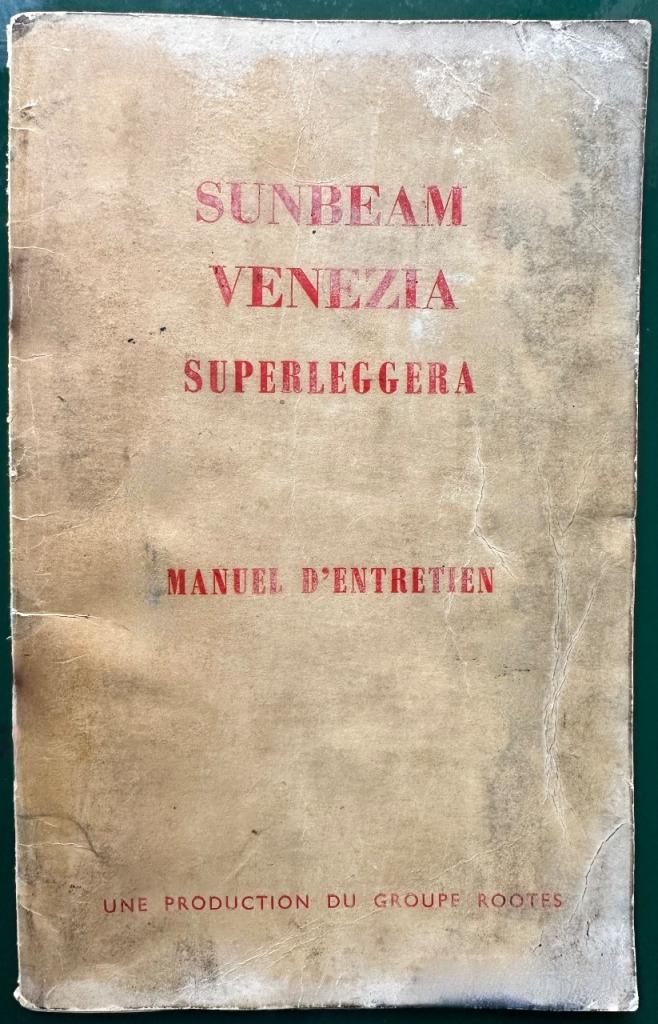 SUNBEAM
VENEZIA
SUPERLEGGERA
MANUEL D'ENTRETIEN
UNE PRODUCTION DU GROUPE ROOTES